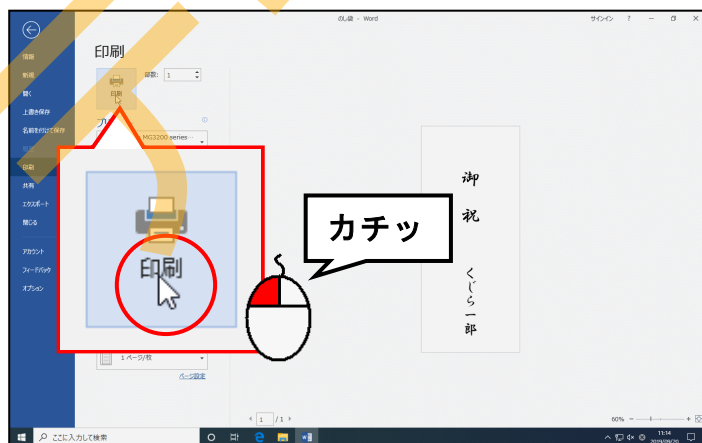 のし袋 - Word
サインイン ?
印刷
情報
新規
開く
上書き保存
名前を付けて保存
印刷
共有
エクスポート
閉じる
アカウント
フィードバック
オプション
部数: 1
印刷
MG3200 series
印刷
カチッ
御祝
くじら一郎
1 ページ/枚
ページ設定
1 / 1
60%
ここに入力して検索
11:14
2019/09/20